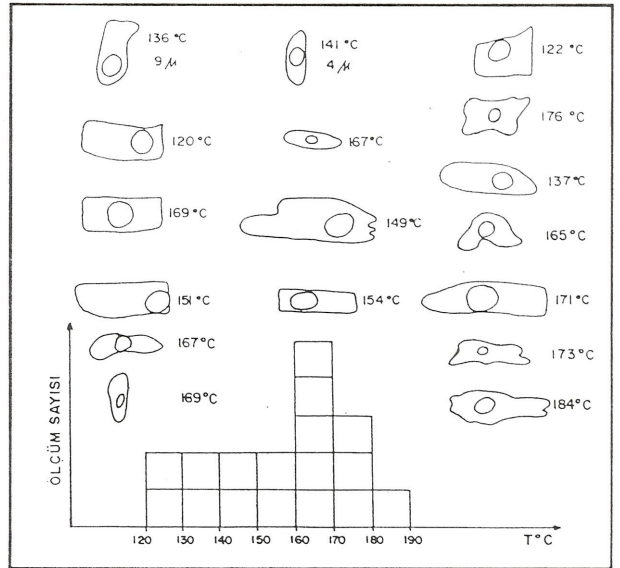 136 °C
9 µ
141 °C
4 µ
122 °C
176 °C
120 °C
167 °C
137 °C
169 °C
149 °C
165 °C
151 °C
154 °C
171 °C
167 °C
173 °C
169 °C
184 °C
ÖLÇÜM SAYISI
120 130 140 150 160 170 180 190 T°C